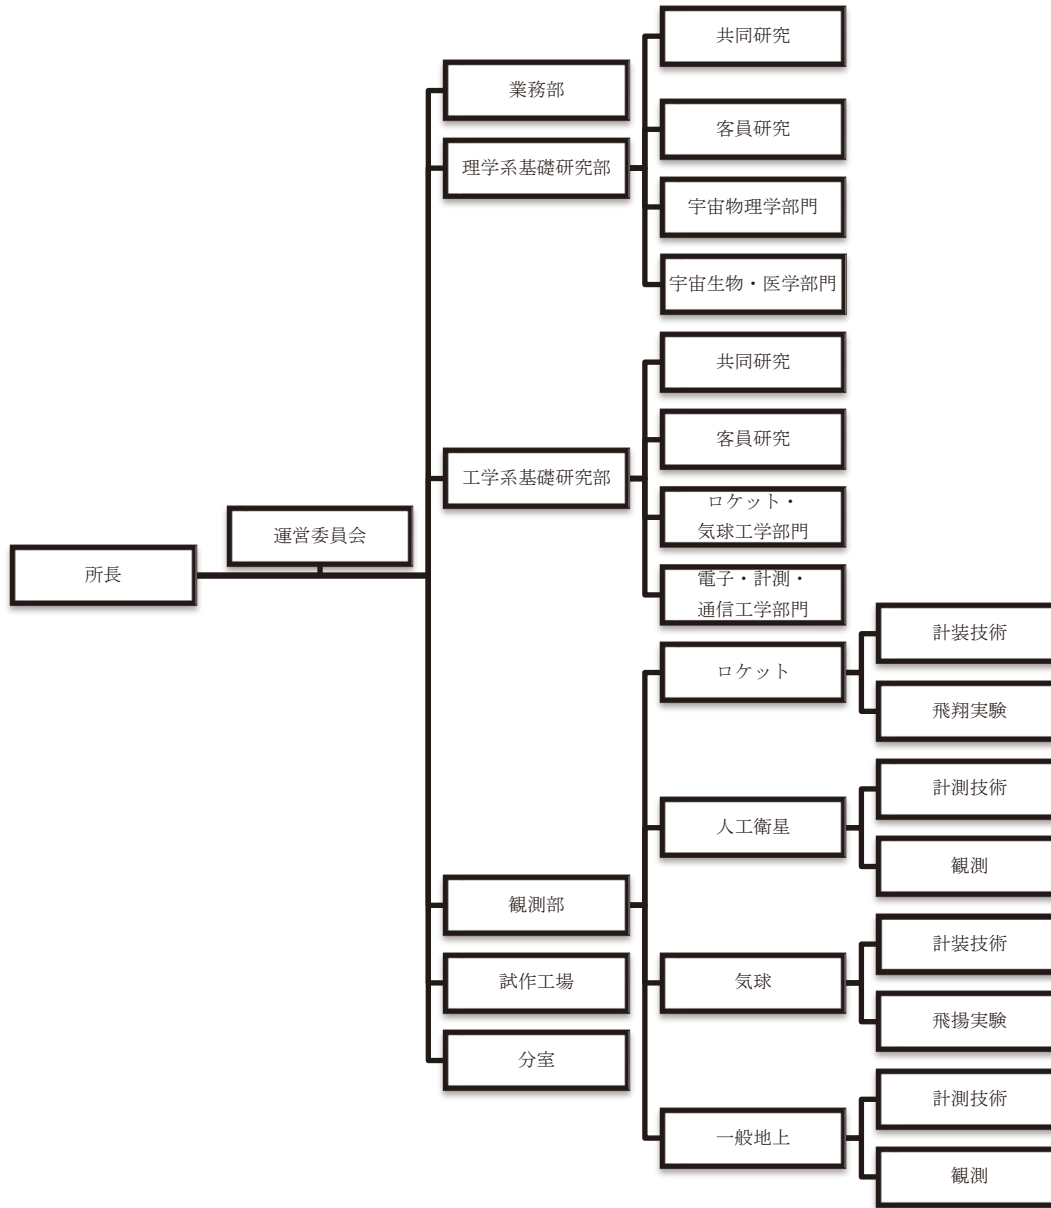 所長
運営委員会
業務部
理学系基礎研究部
共同研究
客員研究
宇宙物理学部門
宇宙生物・医学部門
工学系基礎研究部
共同研究
客員研究
ロケット・
気球工学部門
電子・計測・
通信工学部門
観測部
ロケット
計装技術
飛翔実験
人工衛星
計測技術
観測
気球
計装技術
飛揚実験
一般地上
計測技術
観測
試作工場
分室